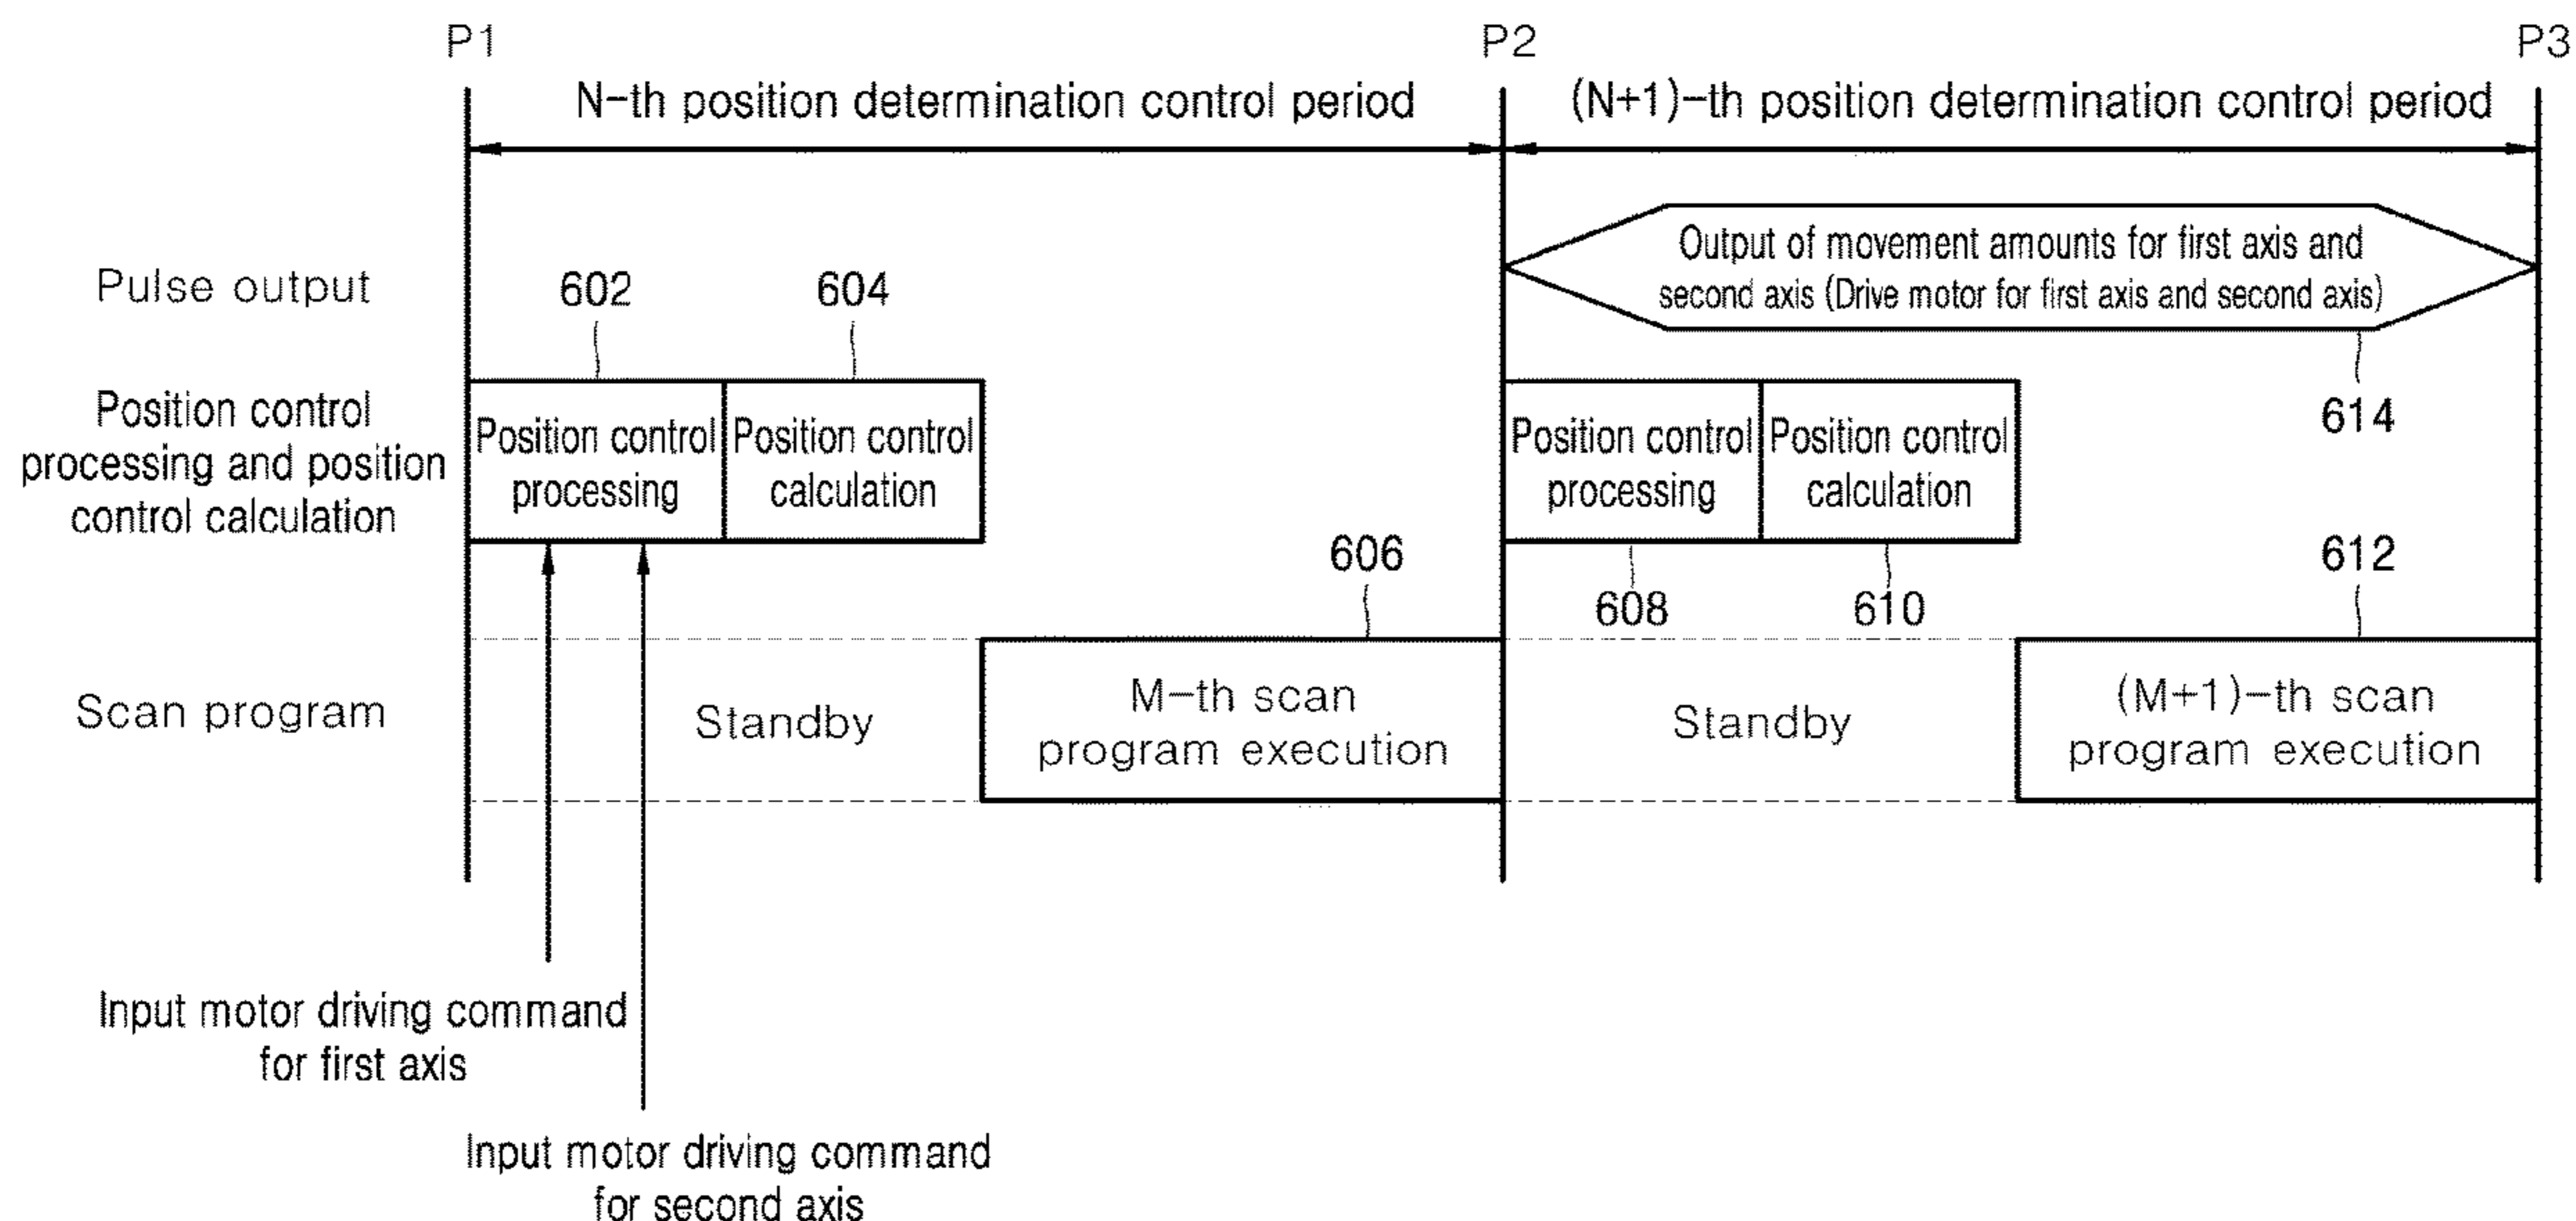 P1
P2
P3
N-th position determination control period
(N+1)-th position determination control period
Pulse output
602
604
Output of movement amounts for first axis and
second axis (Drive motor for first axis and second axis)
614
Position control
processing and position
control calculation
Position control
processing
Position control
calculation
Position control
processing
Position control
calculation
606
608
610
612
Scan program
Standby
M-th scan
program execution
Standby
(M+1)-th scan
program execution
Input motor driving command
for first axis
Input motor driving command
for second axis